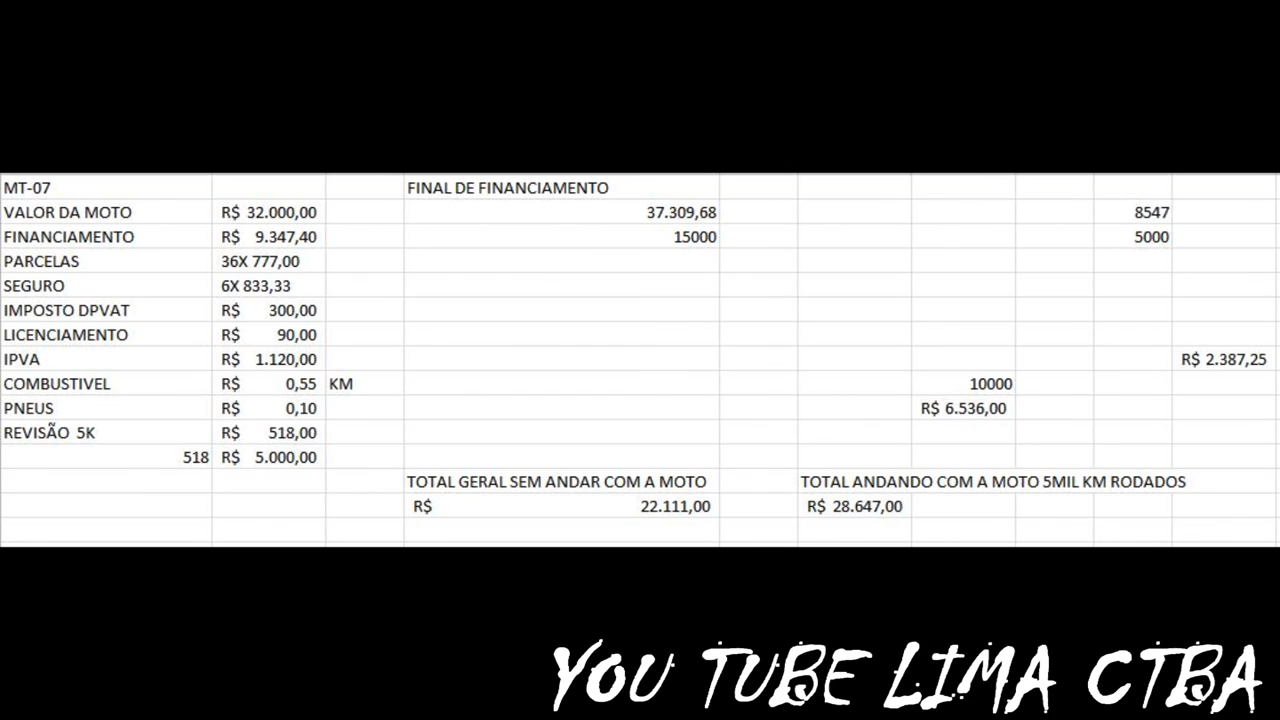 MT-07 FINAL DE FINANCIAMENTO
VALOR DA MOTO R$ 32.000,00 37.309,68 8547
FINANCIAMENTO R$ 9.347,40 15000 5000
PARCELAS 36X 777,00
SEGURO 6X 833,33
IMPOSTO DPVAT R$ 300,00
LICENCIAMENTO R$ 90,00
IPVA R$ 1.120,00 R$ 2.387,25
COMBUSTIVEL R$ 0,55 KM 10000
PNEUS R$ 0,10 R$ 6.536,00
REVISÃO 5K R$ 518,00
518 R$ 5.000,00
TOTAL GERAL SEM ANDAR COM A MOTO TOTAL ANDANDO COM A MOTO 5MIL KM RODADOS
R$ 22.111,00 R$ 28.647,00
YOU TUBE LIMA CTBA